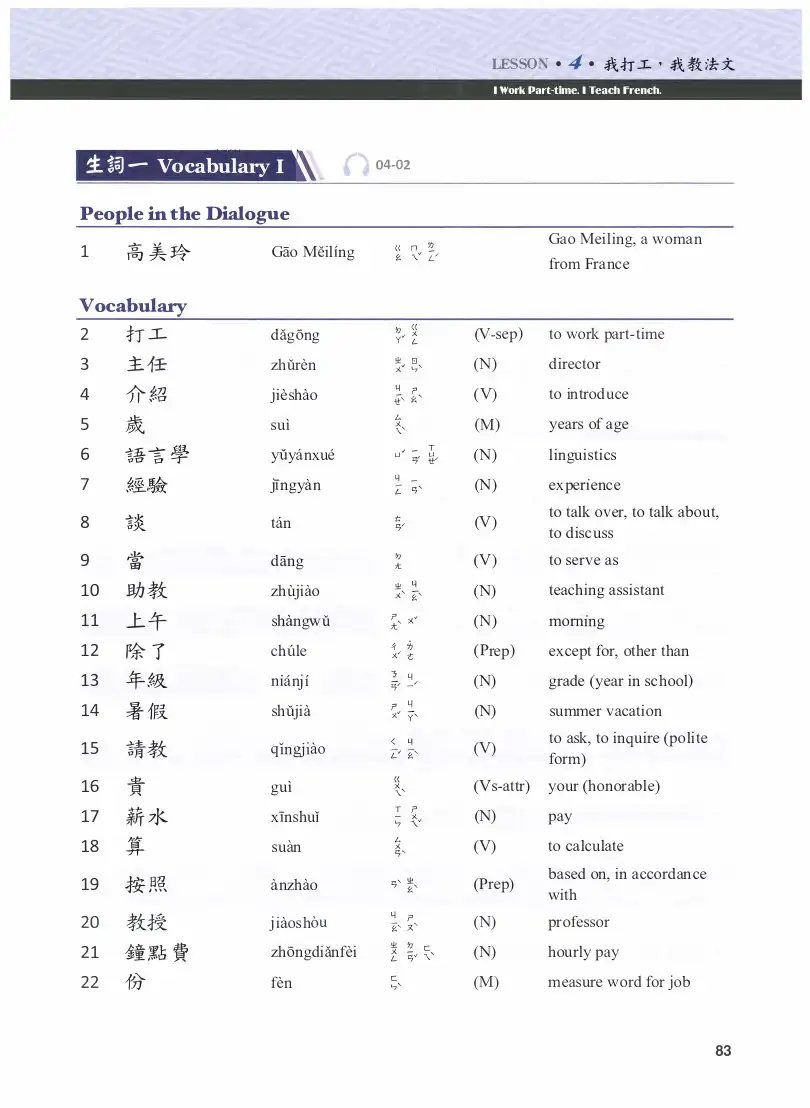 LESSON • 4 • 我打工，我教法文
I Work Part-time. I Teach French.
生詞一 Vocabulary I 04-02
People in the Dialogue
1 高美玲 Gāo Měilíng ㄍㄠ ㄇㄟˇ ㄌㄧㄥˊ Gao Meiling, a woman
from France
Vocabulary
2 打工 dǎgōng ㄉㄚˇ ㄍㄨㄥ (V-sep) to work part-time
3 主任 zhǔrèn ㄓㄨˇ ㄖㄣˋ (N) director
4 介紹 jièshào ㄐㄧㄝˋ ㄕㄠˋ (V) to introduce
5 歲 suì ㄙㄨㄟˋ (M) years of age
6 語言學 yǔyánxué ㄩˇ ㄧㄢˊ ㄒㄩㄝˊ (N) linguistics
7 經驗 jīngyàn ㄐㄧㄥ ㄧㄢˋ (N) experience
8 談 tán ㄊㄢˊ (V) to talk over, to talk about,
to discuss
9 當 dāng ㄉㄤ (V) to serve as
10 助教 zhùjiào ㄓㄨˋ ㄐㄧㄠˋ (N) teaching assistant
11 上午 shàngwǔ ㄕㄤˋ ㄨˇ (N) morning
12 除了 chúle ㄔㄨˊ ˙ㄌㄜ (Prep) except for, other than
13 年級 niánjí ㄋㄧㄢˊ ㄐㄧˊ (N) grade (year in school)
14 暑假 shǔjià ㄕㄨˇ ㄐㄧㄚˋ (N) summer vacation
15 請教 qǐngjiào ㄑㄧㄥˇ ㄐㄧㄠˋ (V) to ask, to inquire (polite
form)
16 貴 guì ㄍㄨㄟˋ (Vs-attr) your (honorable)
17 薪水 xīnshuǐ ㄒㄧㄣ ㄕㄨㄟˇ (N) pay
18 算 suàn ㄙㄨㄢˋ (V) to calculate
19 按照 ànzhào ㄢˋ ㄓㄠˋ (Prep) based on, in accordance
with
20 教授 jiàoshòu ㄐㄧㄠˋ ㄕㄡˋ (N) professor
21 鐘點費 zhōngdiǎnfèi ㄓㄨㄥ ㄉㄧㄢˇ ㄈㄟˋ (N) hourly pay
22 份 fèn ㄈㄣˋ (M) measure word for job
83